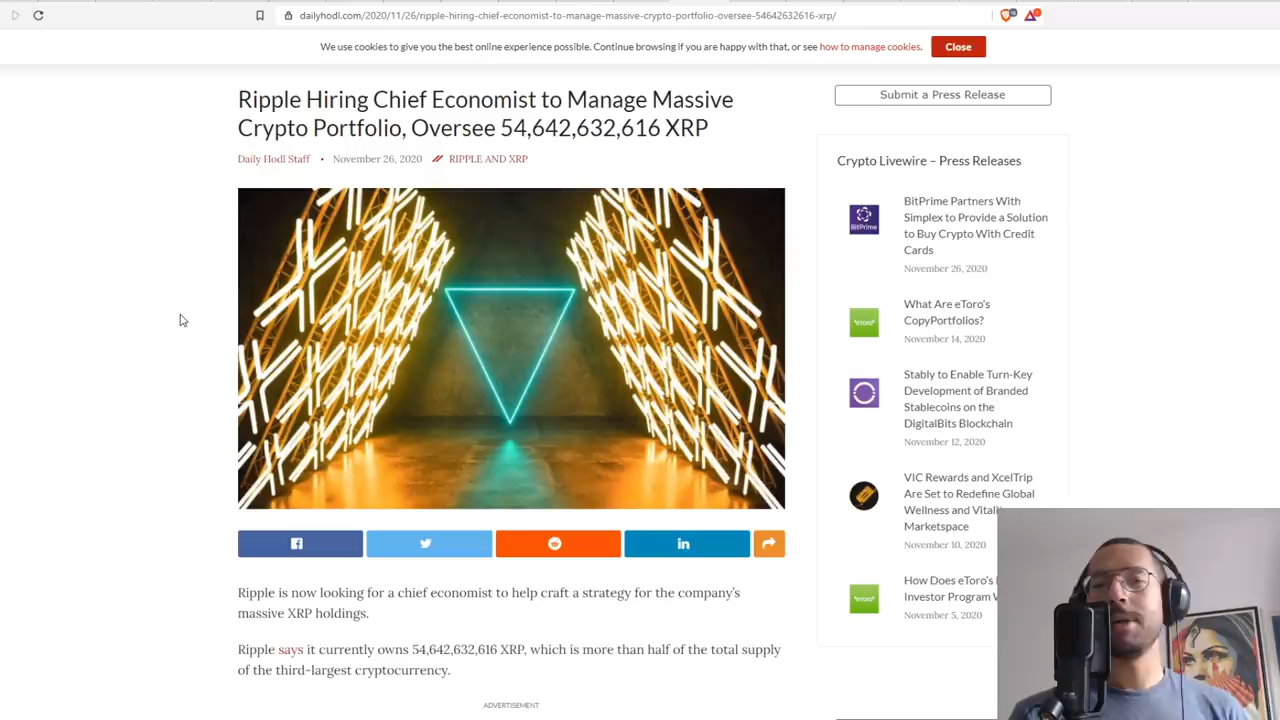 dailyhodl.com/2020/11/26/ripple-hiring-chief-economist-to-manage-massive-crypto-portfolio-oversee-54642632616-xrp/
We use cookies to give you the best online experience possible. Continue browsing if you are happy with that, or see how to manage cookies.
Close
Ripple Hiring Chief Economist to Manage Massive
Crypto Portfolio, Oversee 54,642,632,616 XRP
Daily Hodl Staff • November 26, 2020 RIPPLE AND XRP
Ripple is now looking for a chief economist to help craft a strategy for the company's
massive XRP holdings.
Ripple says it currently owns 54,642,632,616 XRP, which is more than half of the total supply
of the third-largest cryptocurrency.
ADVERTISEMENT
Submit a Press Release
Crypto Livewire – Press Releases
BitPrime
BitPrime Partners With
Simplex to Provide a Solution
to Buy Crypto With Credit
Cards
November 26, 2020
eToro
What Are eToro's
CopyPortfolios?
November 14, 2020
Stably to Enable Turn-Key
Development of Branded
Stablecoins on the
DigitalBits Blockchain
November 12, 2020
VIC Rewards and XcelTrip
Are Set to Redefine Global
Wellness and
Marketspace
November 10, 2020
eToro
How Does eToro's
Investor Program
November 5, 2020